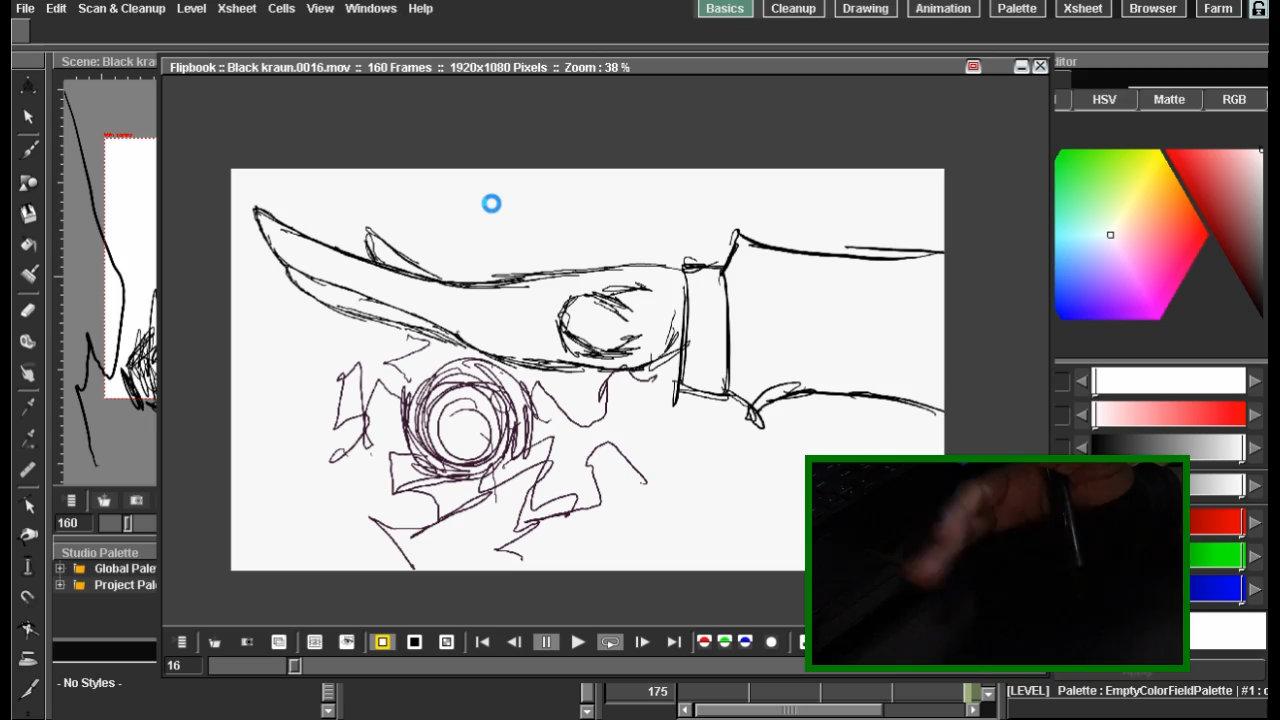 File Edit Scan & Cleanup Level Xsheet Cells View Windows Help
Basics Cleanup Drawing Animation Palette Xsheet Browser Farm
Scene: Black kra
Flipbook :: Black kraun.0016.mov :: 160 Frames :: 1920x1080 Pixels :: Zoom : 38 %
ditor
HSV Matte RGB
160
Studio Palette
Global Pale
Project Pal
16
- No Styles -
175
[LEVEL] Palette : EmptyColorFieldPalette | #1 : c